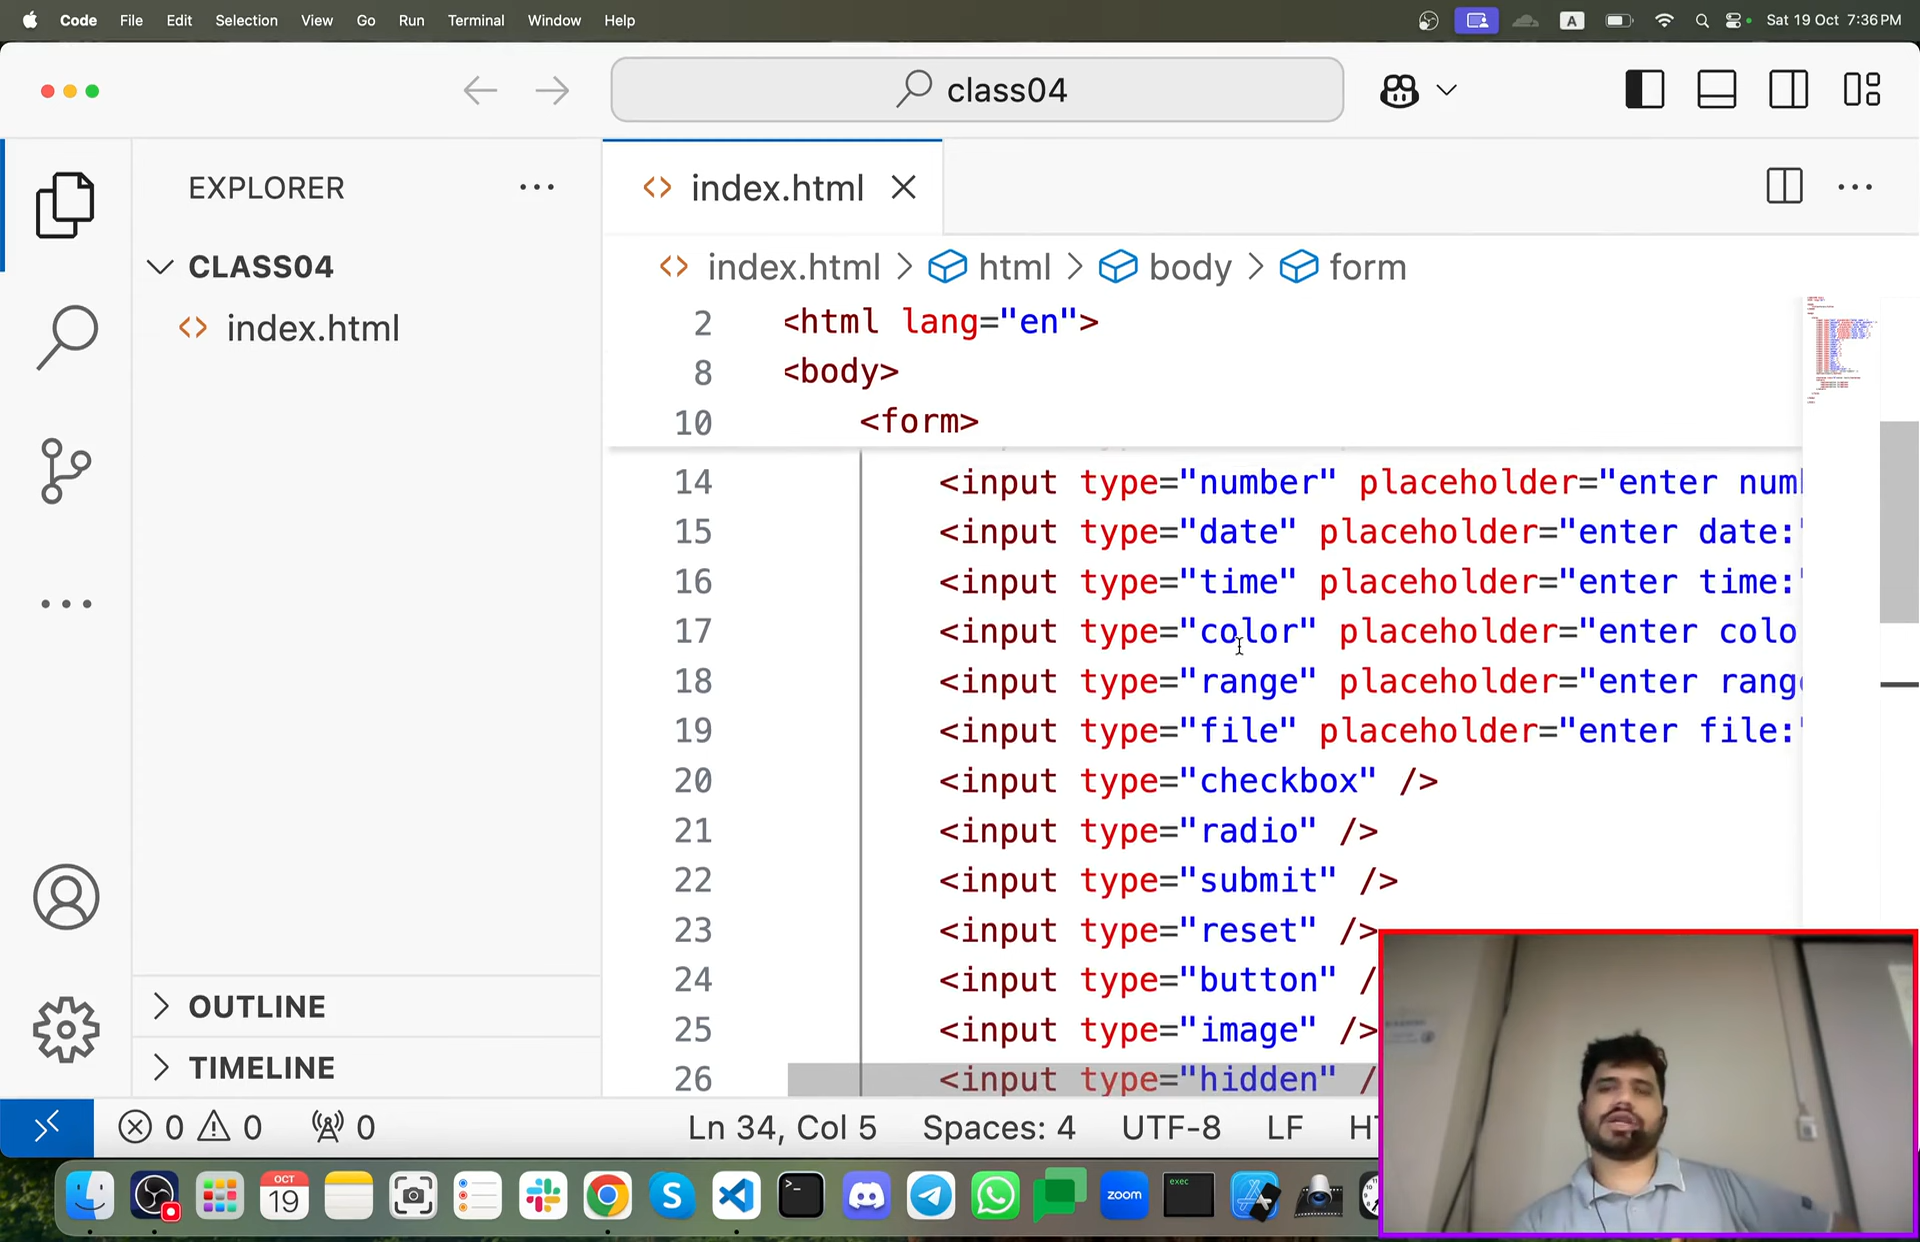 Code File Edit Selection View Go Run Terminal Window Help A Sat 19 Oct 7:36 PM
class04
EXPLORER
CLASS04
index.html
OUTLINE
TIMELINE
index.html
index.html > html > body > form
2 <html lang="en">
8 <body>
10 <form>
14 <input type="number" placeholder="enter num
15 <input type="date" placeholder="enter date:"
16 <input type="time" placeholder="enter time:"
17 <input type="color" placeholder="enter colo
18 <input type="range" placeholder="enter rang
19 <input type="file" placeholder="enter file:"
20 <input type="checkbox" />
21 <input type="radio" />
22 <input type="submit" />
23 <input type="reset" />
24 <input type="button" /
25 <input type="image" />
26 <input type="hidden" /
0 0 0 Ln 34, Col 5 Spaces: 4 UTF-8 LF HT
OCT
19
S
zoom
exec